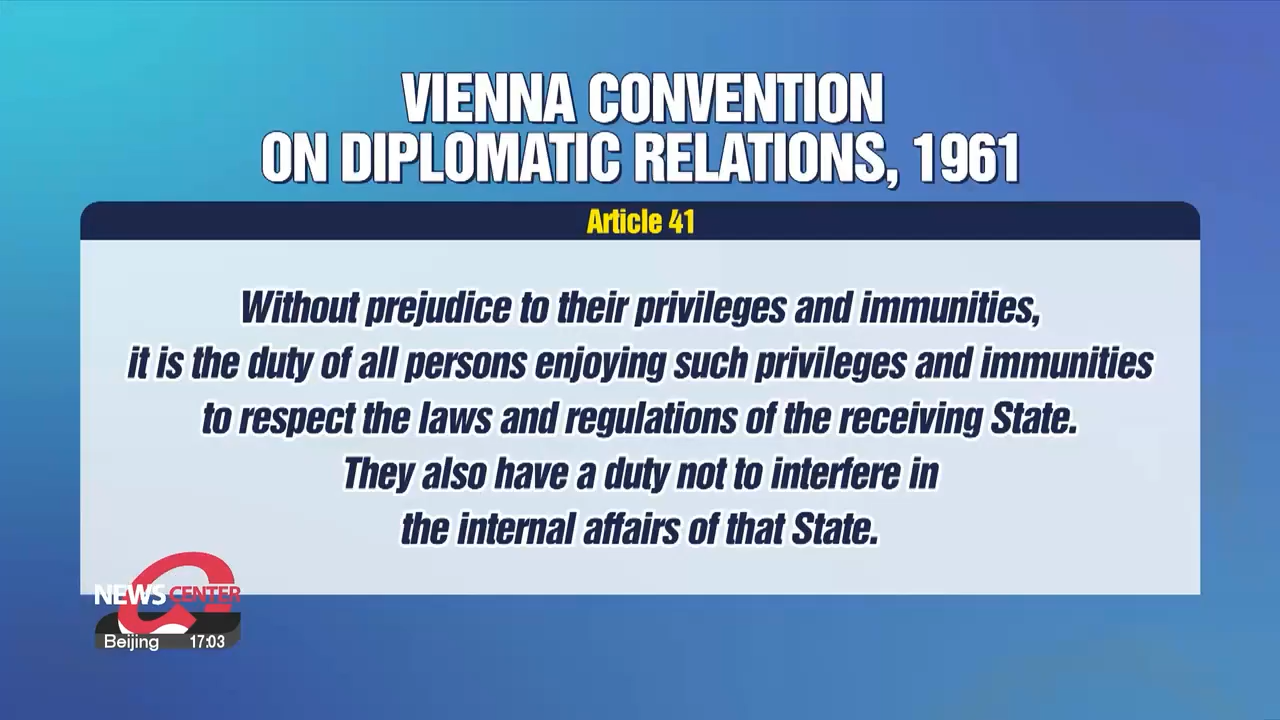 VIENNA CONVENTION
ON DIPLOMATIC RELATIONS, 1961
Article 41
Without prejudice to their privileges and immunities,
it is the duty of all persons enjoying such privileges and immunities
to respect the laws and regulations of the receiving State.
They also have a duty not to interfere in
the internal affairs of that State.
NEWS CENTER
Beijing 17:03